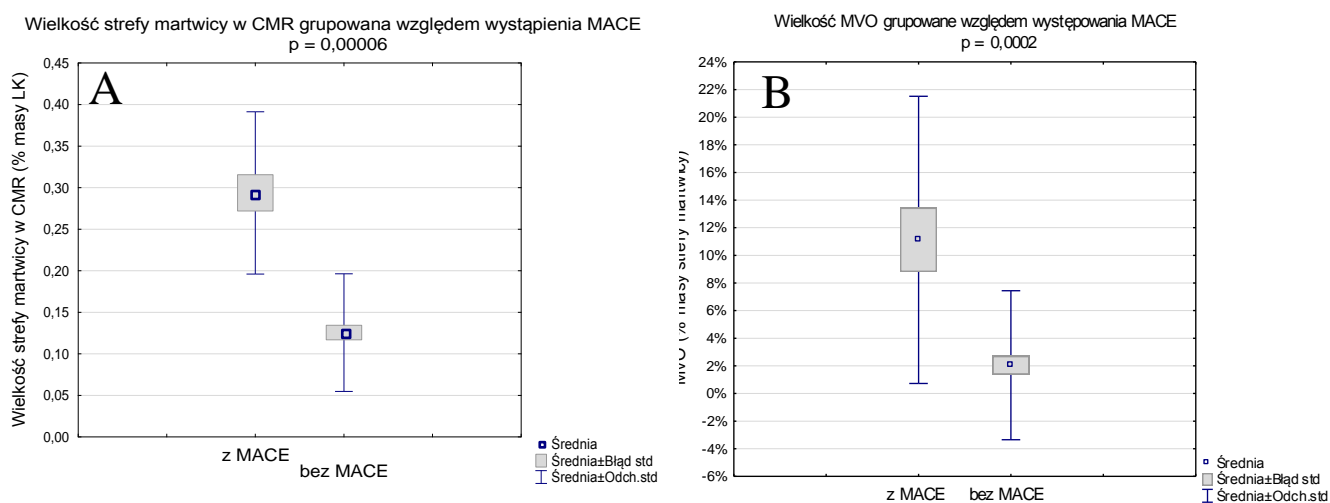 Wielkość strefy martwicy w CMR grupowana względem wystąpienia MACE
p = 0,00006
A
Wielkość strefy martwicy w CMR (% masy LK)
0,45
0,40
0,35
0,30
0,25
0,20
0,15
0,10
0,05
0,00
z MACE
bez MACE
Średnia
Średnia±Błąd std
Średnia±Odch.std
Wielkość MVO grupowane względem występowania MACE
p = 0,0002
B
MVO (% masy strefy martwicy)
24%
22%
20%
18%
16%
14%
12%
10%
8%
6%
4%
2%
0%
-2%
-4%
-6%
z MACE bez MACE
Średnia
Średnia±Błąd std
Średnia±Odch.std